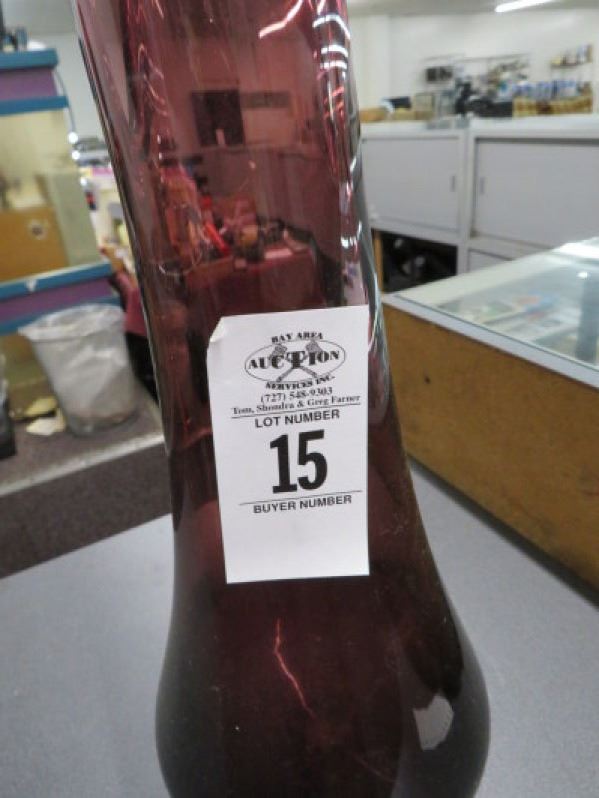 BAY AREA
AUCTION
SERVICES INC.
(727) 548-9303
Tom, Shondra & Greg Farner
LOT NUMBER
15
BUYER NUMBER